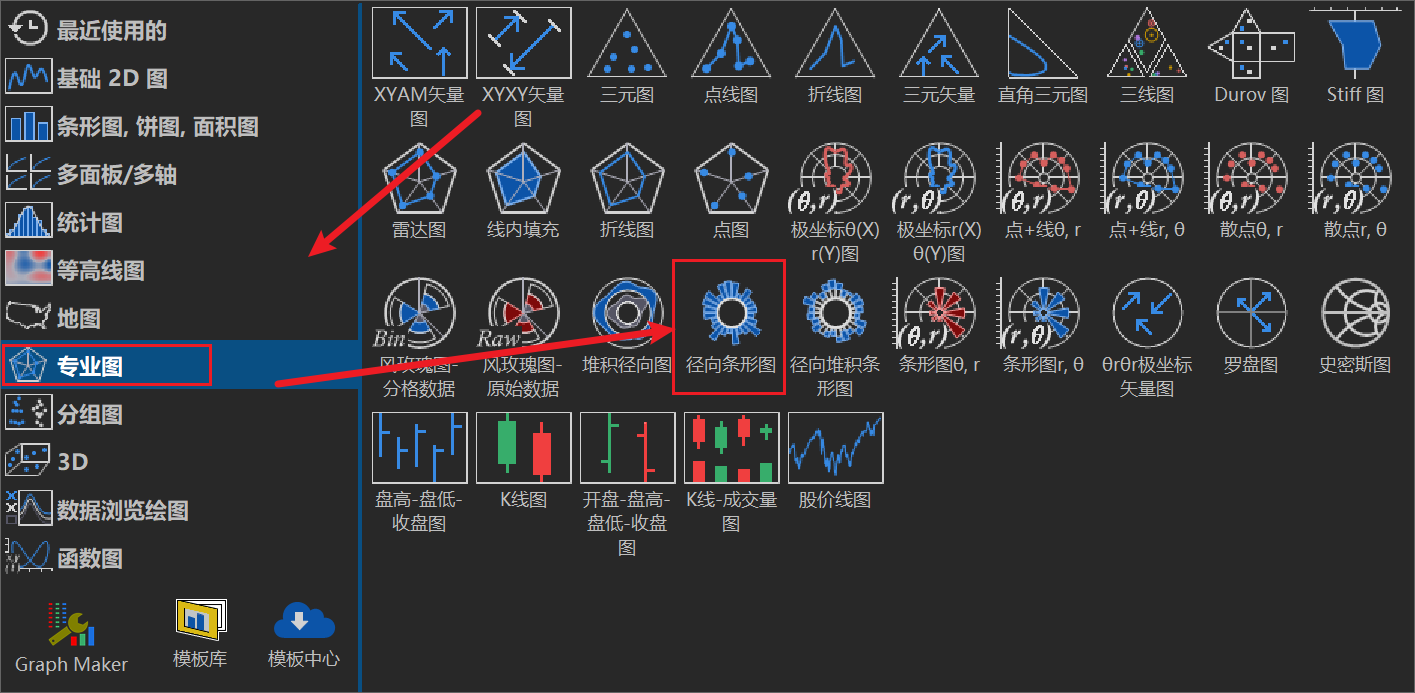 最近使用的
基础 2D 图
条形图, 饼图, 面积图
多面板/多轴
统计图
等高线图
地图
专业图
分组图
3D
数据浏览绘图
函数图
Graph Maker
模板库
模板中心
XYAM矢量
图
XYXY矢量
图
三元图
点线图
折线图
三元矢量
直角三元图
三线图
Durov 图
Stiff 图
雷达图
线内填充
折线图
点图
(θ,r)
极坐标θ(X)
r(Y)图
(r,θ)
极坐标r(X)
θ(Y)图
(θ,r)
点+线θ, r
(r,θ)
点+线r, θ
(θ,r)
散点θ, r
(r,θ)
散点r, θ
Bin
风玫瑰图-
分格数据
Raw
风玫瑰图-
原始数据
堆积径向图
径向条形图
径向堆积条
形图
(θ,r)
条形图θ, r
(r,θ)
条形图r, θ
θrθr极坐标
矢量图
罗盘图
史密斯图
盘高-盘低-
收盘图
K线图
开盘-盘高-
盘低-收盘
图
K线-成交量
图
股价线图